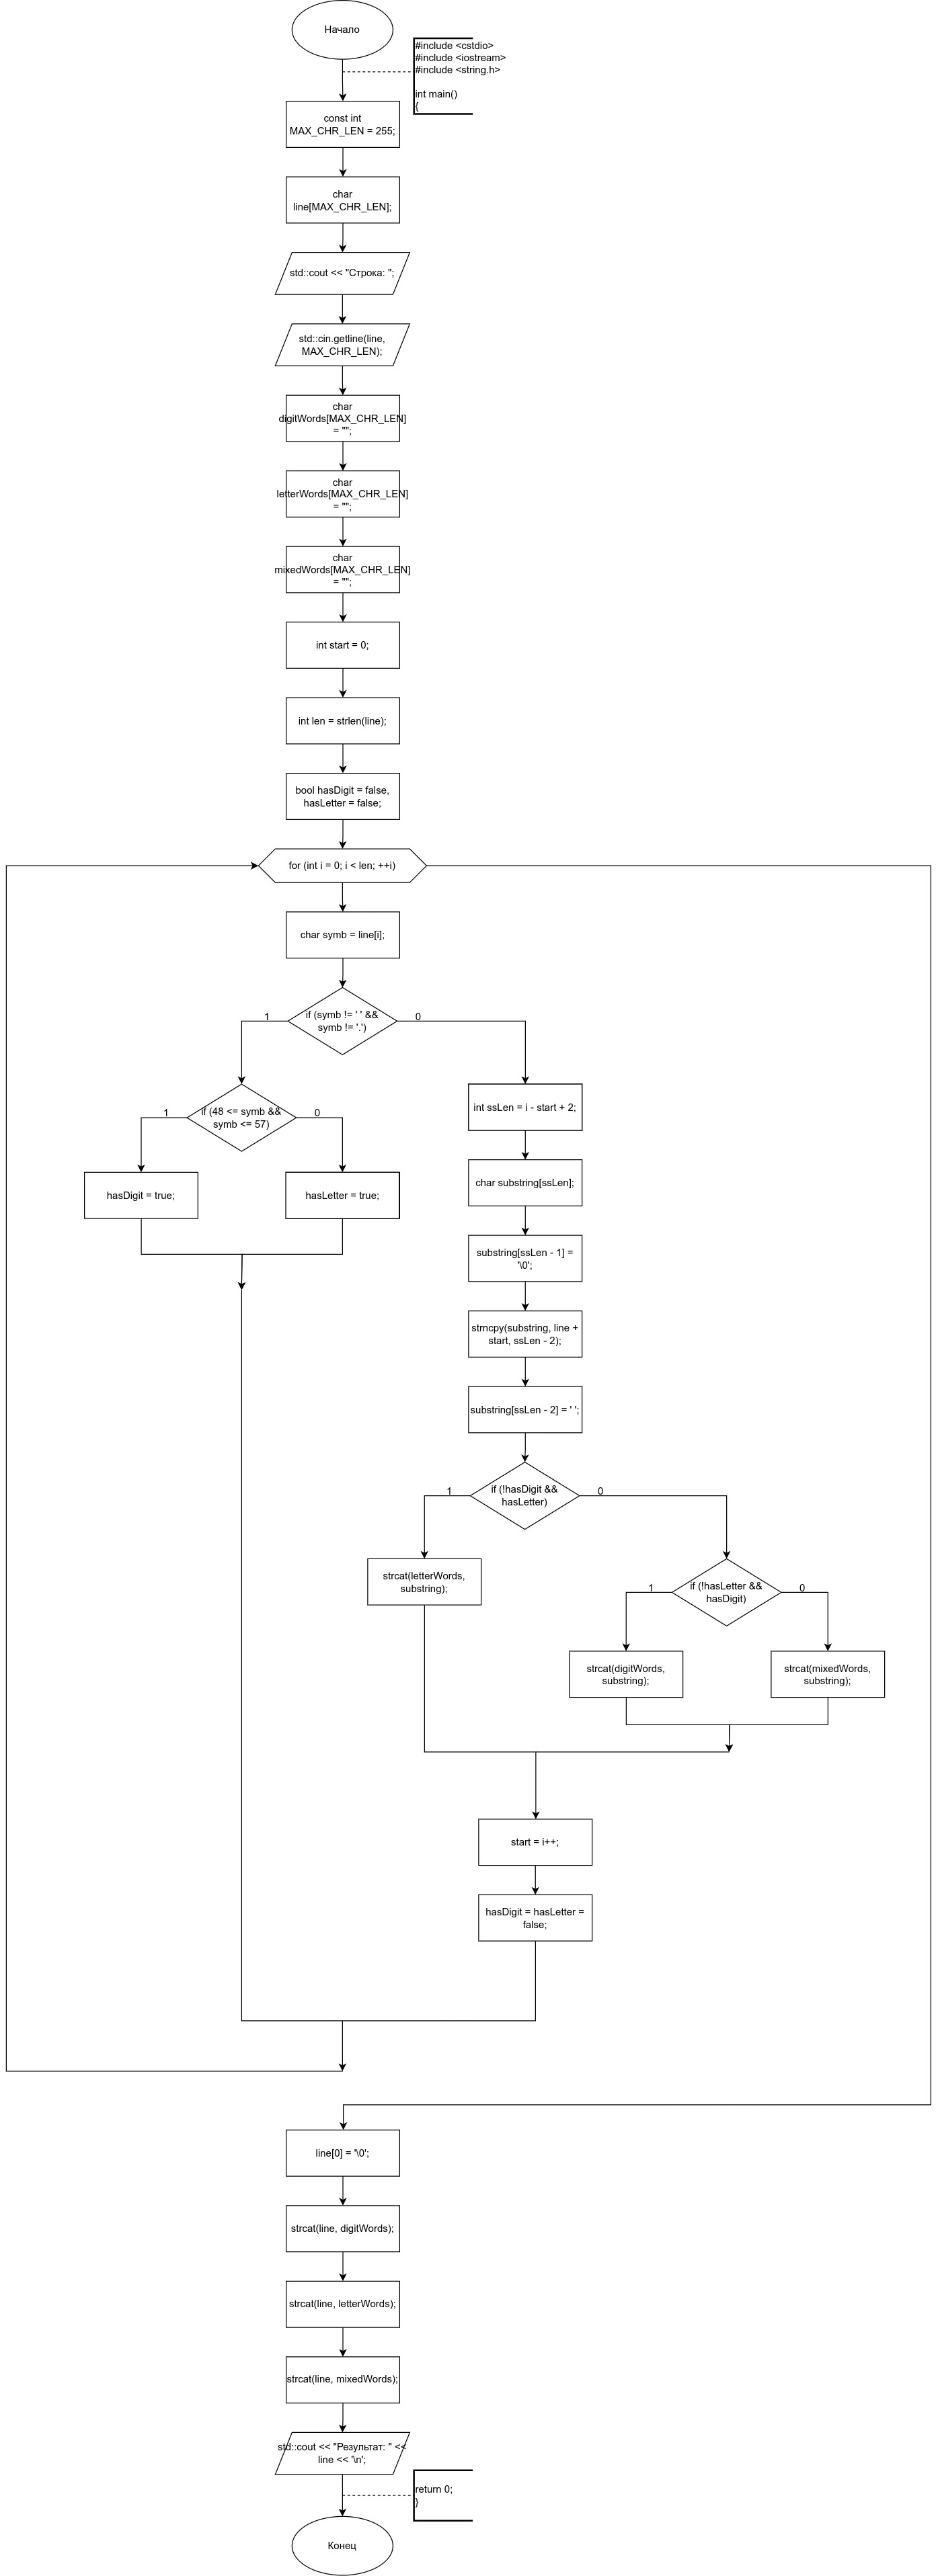 Начало
#include <cstdio>
#include <iostream>
#include <string.h>
int main()
{
const int
MAX_CHR_LEN = 255;
char
line[MAX_CHR_LEN];
std::cout << "Строка: ";
std::cin.getline(line,
MAX_CHR_LEN);
char
digitWords[MAX_CHR_LEN]
= "";
char
letterWords[MAX_CHR_LEN]
= "";
char
mixedWords[MAX_CHR_LEN]
= "";
int start = 0;
int len = strlen(line);
bool hasDigit = false,
hasLetter = false;
for (int i = 0; i < len; ++i)
char symb = line[i];
if (symb != ' ' &&
symb != '.')
1
0
if (48 <= symb &&
symb <= 57)
1
0
hasDigit = true;
hasLetter = true;
int ssLen = i - start + 2;
char substring[ssLen];
substring[ssLen - 1] =
'\0';
strncpy(substring, line +
start, ssLen - 2);
substring[ssLen - 2] = ' ';
if (!hasDigit &&
hasLetter)
1
0
strcat(letterWords,
substring);
if (!hasLetter &&
hasDigit)
1
0
strcat(digitWords,
substring);
strcat(mixedWords,
substring);
start = i++;
hasDigit = hasLetter =
false;
line[0] = '\0';
strcat(line, digitWords);
strcat(line, letterWords);
strcat(line, mixedWords);
std::cout << "Результат: " <<
line << '\n';
return 0;
}
Конец